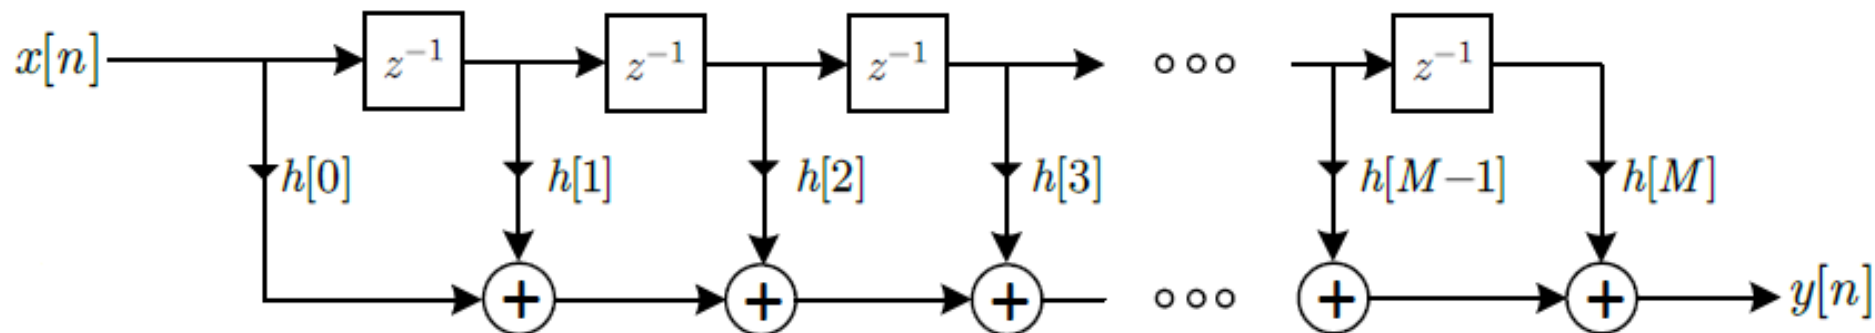 x[n] z⁻¹ z⁻¹ z⁻¹ ○○○ z⁻¹
h[0] h[1] h[2] h[3] h[M−1] h[M]
+ + + ○○○ + + y[n]